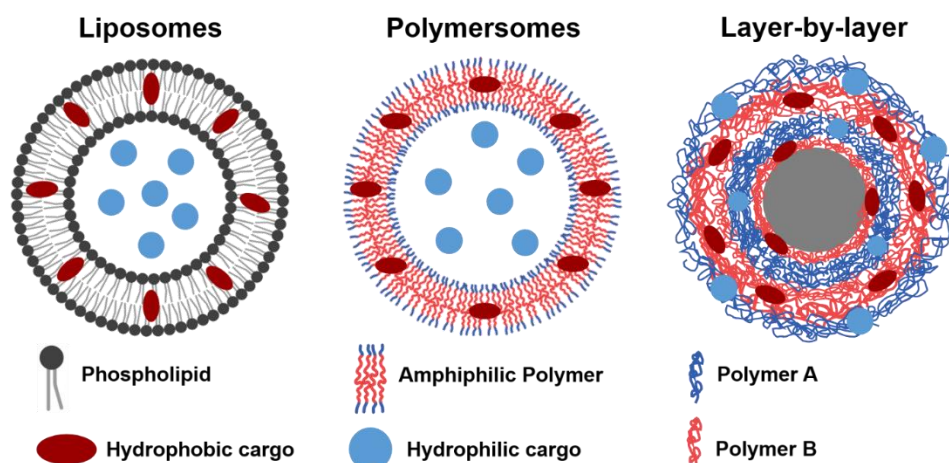 Liposomes
Polymersomes
Layer-by-layer
Phospholipid
Amphiphilic Polymer
Polymer A
Hydrophobic cargo
Hydrophilic cargo
Polymer B